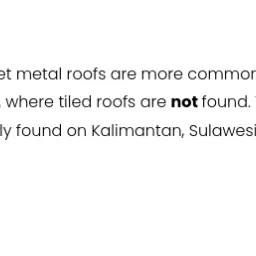 et metal roofs are more common
, where tiled roofs are not found.
ly found on Kalimantan, Sulawesi